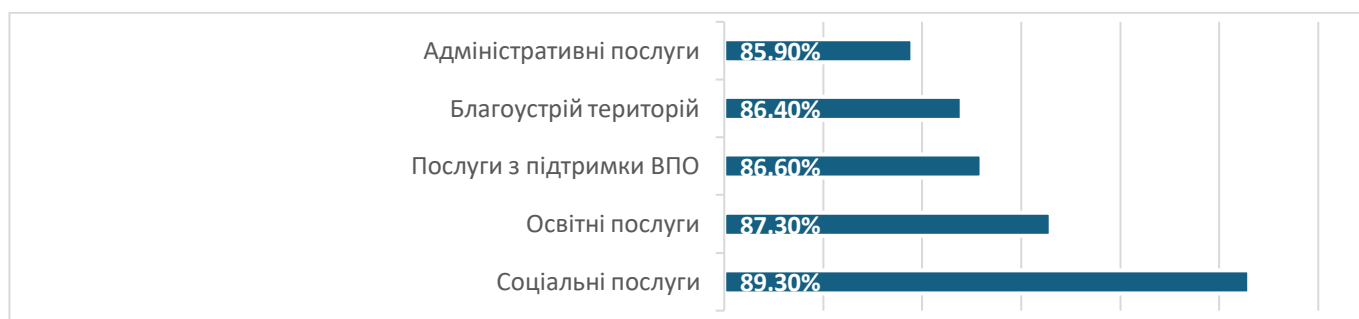 Адміністративні послуги 85.90%
Благоустрій територій 86.40%
Послуги з підтримки ВПО 86.60%
Освітні послуги 87.30%
Соціальні послуги 89.30%